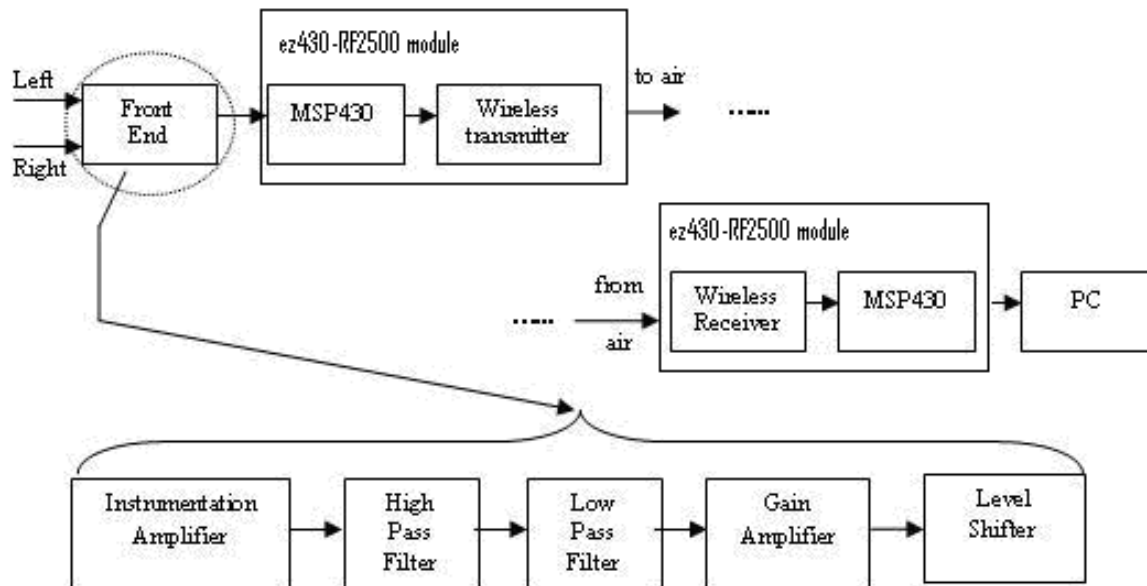 ez430-RF2500 module
Left
Right
Front
End
MSP430
Wireless
transmitter
to air
......
ez430-RF2500 module
......
from
air
Wireless
Receiver
MSP430
PC
Instrumentation
Amplifier
High
Pass
Filter
Low
Pass
Filter
Gain
Amplifier
Level
Shifter